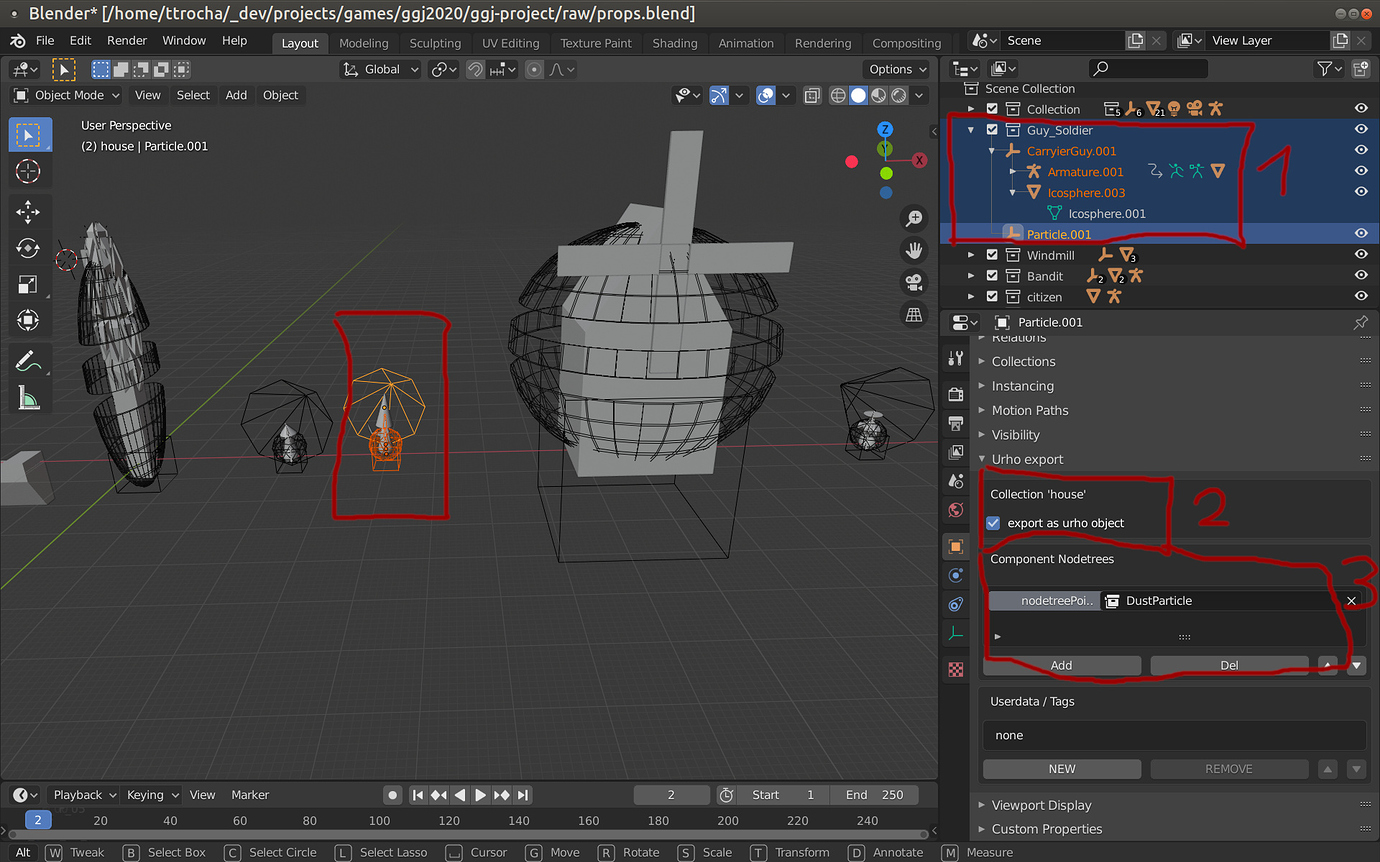 Blender* [/home/ttrocha/_dev/projects/games/ggj2020/ggj-project/raw/props.blend]
File Edit Render Window Help Layout Modeling Sculpting UV Editing Texture Paint Shading Animation Rendering Compositing Scene View Layer
Global Options
Object Mode View Select Add Object
User Perspective
(2) house | Particle.001
Z
Y
X
Scene Collection
Collection 5 6 21
Guy_Soldier
CarryierGuy.001
Armature.001
Icosphere.003
Icosphere.001
Particle.001
Windmill 3
Bandit 2 2
citizen
1
Particle.001
Relations
Collections
Instancing
Motion Paths
Visibility
Urho export
Collection 'house'
export as urho object
2
Component Nodetrees
3
nodetreePoi.. DustParticle
Add Del
Userdata / Tags
none
NEW REMOVE
Viewport Display
Custom Properties
Playback Keying View Marker 2 Start 1 End 250
2 20 40 60 80 100 120 140 160 180 200 220 240
Alt W Tweak B Select Box C Select Circle L Select Lasso Cursor G Move R Rotate S Scale T Transform D Annotate M Measure